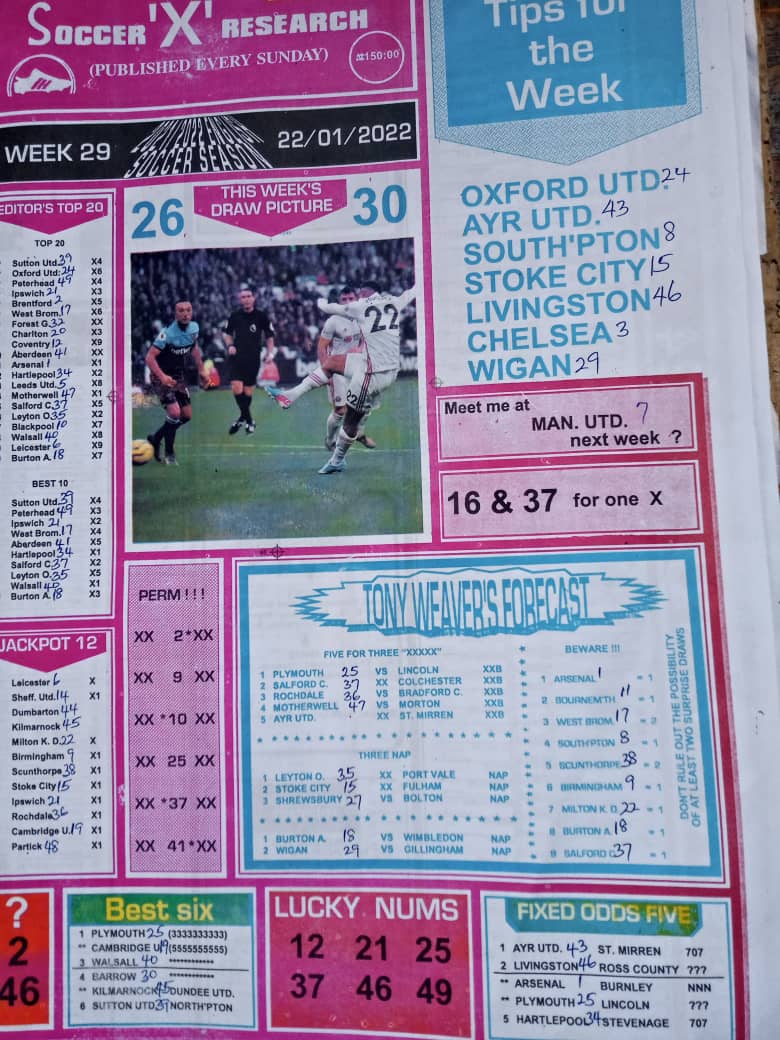 SOCCER 'X' RESEARCH
(PUBLISHED EVERY SUNDAY)
₦150:00
WEEK 29
SOCCER SEASON
22/01/2022
EDITOR'S TOP 20
TOP 20
Sutton Utd. 39 X4
Oxford Utd. 24 X6
Peterhead 49 X4
Ipswich 21 X3
Brentford 2 X5
West Brom. 17 X6
Forest G. 32 XX
Charlton 20 X3
Coventry 12 X9
Aberdeen 41 XX
Arsenal 1 X1
Hartlepool 34 X2
Leeds Utd. 5 X8
Motherwell 47 X1
Salford C. 37 X5
Leyton O. 35 X2
Blackpool 10 X7
Walsall 40 X8
Leicester 6 X9
Burton A. 18 X7
BEST 10
Sutton Utd. 39 X4
Peterhead 49 X3
Ipswich 21 X2
West Brom. 17 X4
Aberdeen 41 X5
Hartlepool 34 X1
Salford C. 37 X2
Leyton O. 35 X5
Walsall 40 X1
Burton A. 18 X3
JACKPOT 12
Leicester 6 X
Sheff. Utd. 14 X1
Dumbarton 44
Kilmarnock 45
Milton K. D. 22 X
Birmingham 9 X1
Scunthorpe 38 X1
Stoke City 15 X1
Ipswich 21 X1
Rochdale 36 X1
Cambridge U. 19 X1
Partick 48 X1
26
THIS WEEK'S
DRAW PICTURE
30
22
22
Tips for
the
Week
OXFORD UTD. 24
AYR UTD. 43
SOUTH'PTON 8
STOKE CITY 15
LIVINGSTON 46
CHELSEA 3
WIGAN 29
Meet me at
MAN. UTD. 7
next week ?
16 & 37 for one X
PERM ! ! !
XX 2*XX
XX 9 XX
XX *10 XX
XX 25 XX
XX *37 XX
XX 41*XX
TONY WEAVER'S FORECAST
FIVE FOR THREE "XXXXX"
1 PLYMOUTH 25 VS LINCOLN XXB
2 SALFORD C. 37 XX COLCHESTER XXB
3 ROCHDALE 36 VS BRADFORD C. XXB
4 MOTHERWELL 47 VS MORTON XXB
5 AYR UTD. XX ST. MIRREN XXB
THREE NAP
1 LEYTON O. 35 XX PORT VALE NAP
2 STOKE CITY 15 XX FULHAM NAP
3 SHREWSBURY 27 VS BOLTON NAP
1 BURTON A. 18 VS WIMBLEDON NAP
2 WIGAN 29 VS GILLINGHAM NAP
BEWARE !!!
1 ARSENAL 1 = 1
2 BOURNEM'TH 11 = 1
3 WEST BROM. 17 = 2
4 SOUTH'PTON 8 = 1
5 SCUNTHORPE 38 = 2
6 BIRMINGHAM 9 = 1
7 MILTON K. D. 22 = 1
8 BURTON A. 18 = 1
9 SALFORD C. 37 = 1
DON'T RULE OUT THE POSSIBILITY
OF AT LEAST TWO SURPRISE DRAWS
?
2
46
Best six
1 PLYMOUTH 25 (3333333333)
** CAMBRIDGE U. 19 (5555555555)
3 WALSALL 40 ***********
4 BARROW 30 ***********
** KILMARNOCK 45 DUNDEE UTD.
6 SUTTON UTD. 39 NORTH'PTON
LUCKY NUMS
12 21 25
37 46 49
FIXED ODDS FIVE
1 AYR UTD. 43 ST. MIRREN 707
2 LIVINGSTON 46 ROSS COUNTY ???
** ARSENAL 1 BURNLEY NNN
** PLYMOUTH 25 LINCOLN ???
5 HARTLEPOOL 34 STEVENAGE 707